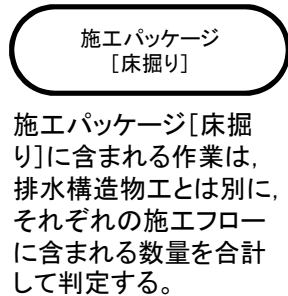 施工パッケージ
[床掘り]
施工パッケージ[床掘
り]に含まれる作業は,
排水構造物工とは別に,
それぞれの施工フロー
に含まれる数量を合計
して判定する。